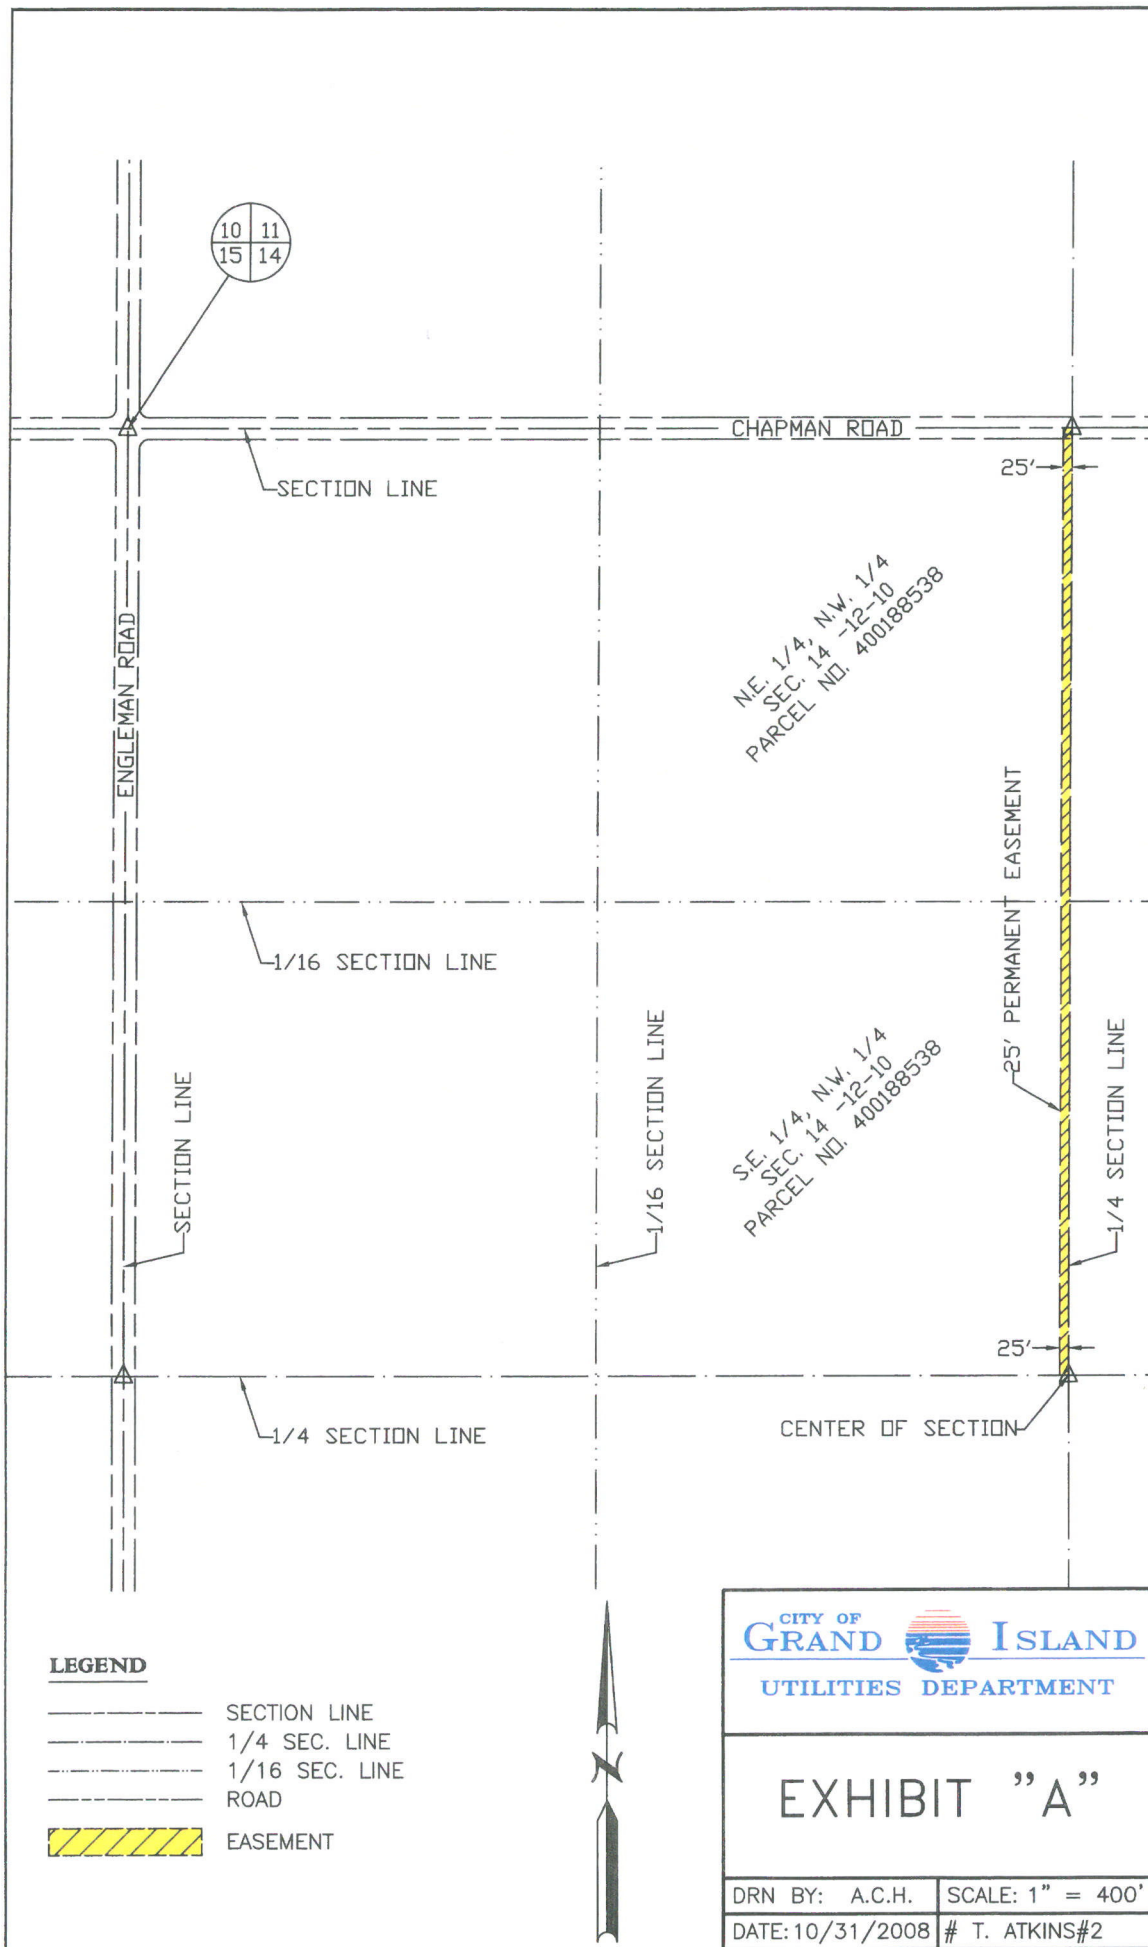 10 11
15 14
CHAPMAN ROAD
25'
SECTION LINE
N.E. 1/4, N.W. 1/4
SEC. 14 -12-10
PARCEL NO. 400188538
ENGLEMAN ROAD
25' PERMANENT EASEMENT
1/16 SECTION LINE
SECTION LINE
1/16 SECTION LINE
S.E. 1/4, N.W. 1/4
SEC. 14 -12-10
PARCEL NO. 400188538
1/4 SECTION LINE
25'
1/4 SECTION LINE
CENTER OF SECTION
LEGEND
SECTION LINE
1/4 SEC. LINE
1/16 SEC. LINE
ROAD
EASEMENT
N
CITY OF
GRAND ISLAND
UTILITIES DEPARTMENT
EXHIBIT "A"
DRN BY: A.C.H. SCALE: 1" = 400'
DATE: 10/31/2008 # T. ATKINS#2